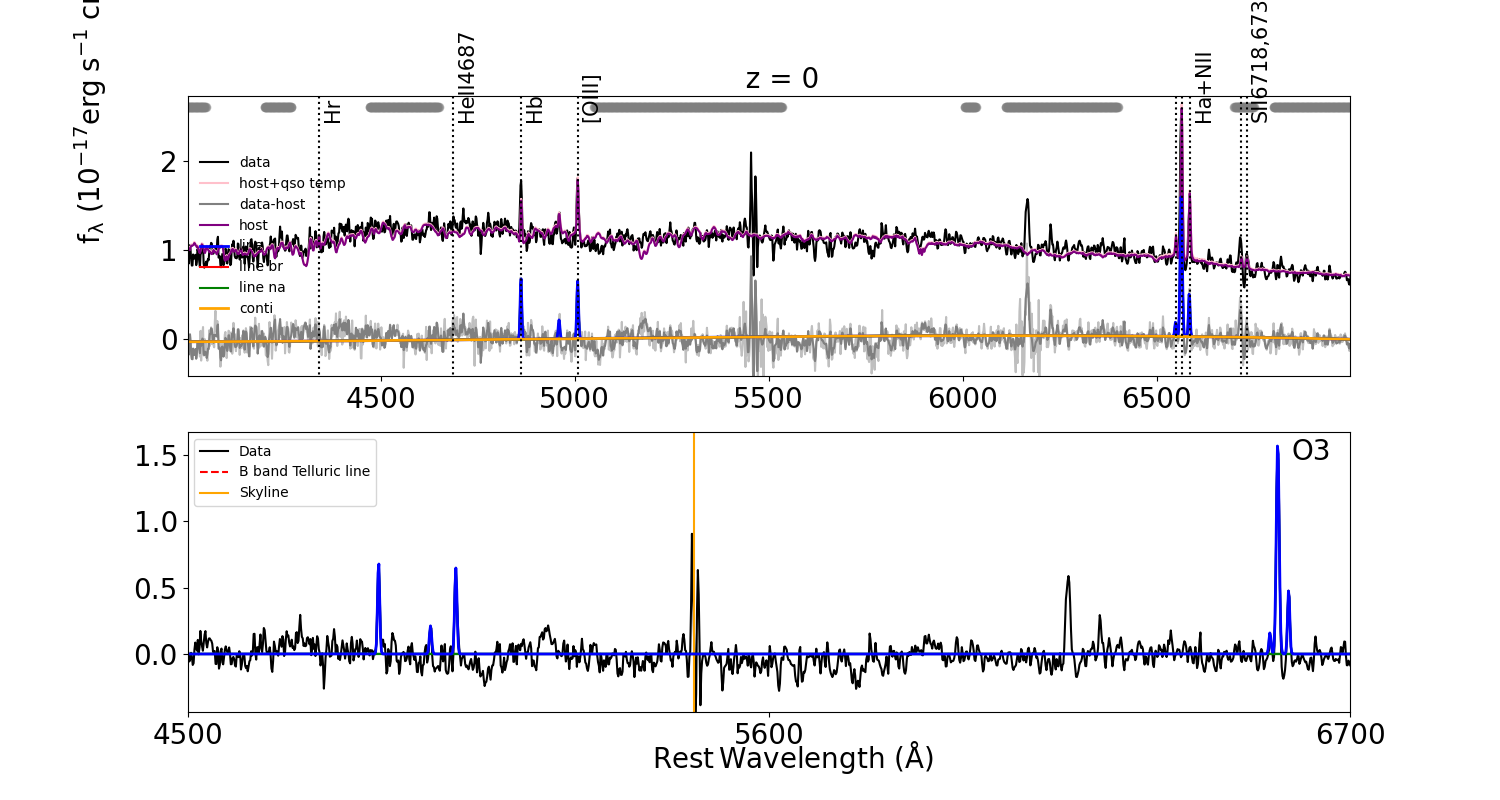 z = 0
Hr
HeII4687
Hb
[OIII]
Ha+NII
SII6718,673
fλ (10⁻¹⁷erg s⁻¹
2
1
0
data
host+qso temp
data-host
host
line br
line na
conti
4500
5000
5500
6000
6500
1.5
1.0
0.5
0.0
Data
B band Telluric line
Skyline
O3
4500
5600
6700
Rest Wavelength (Å)